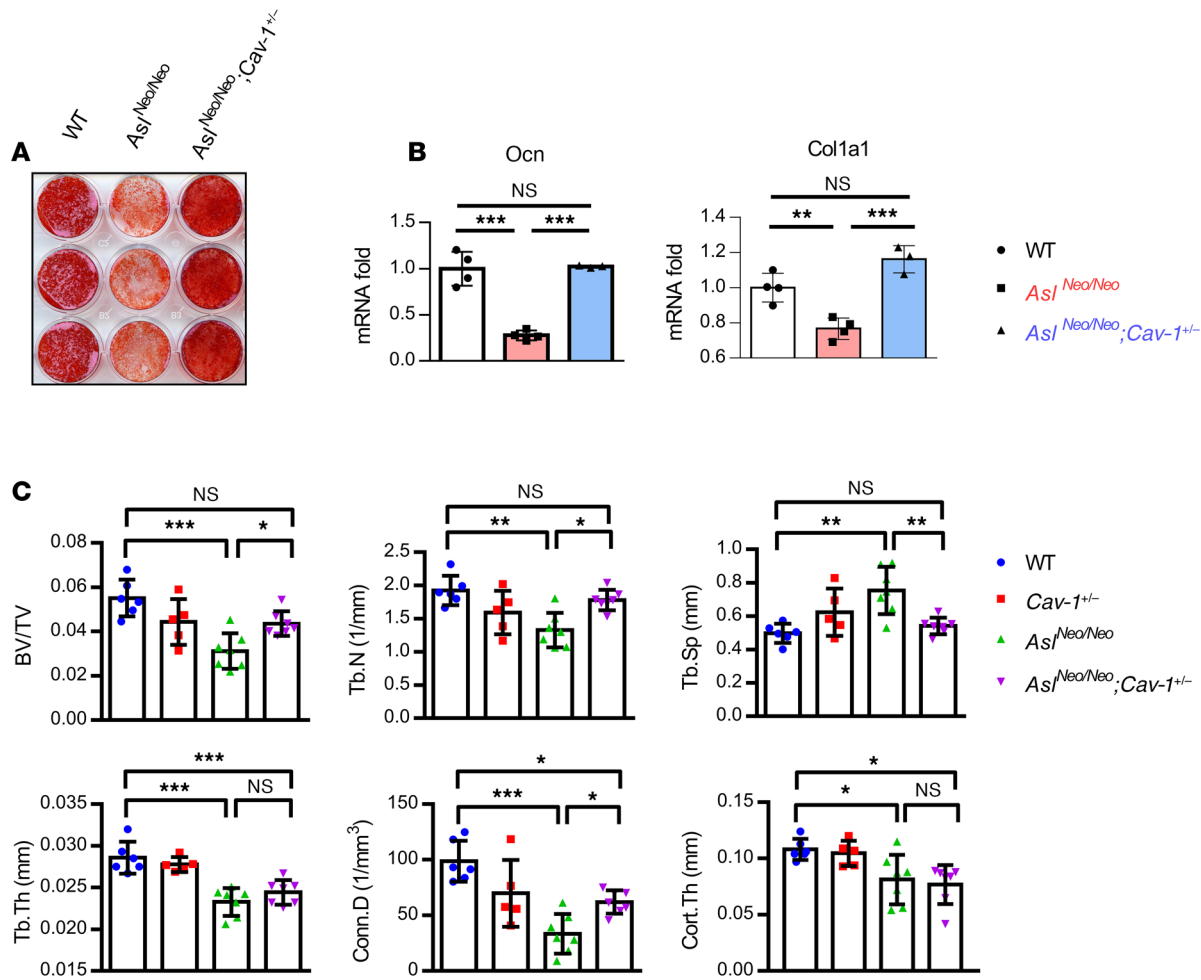 WT
Asl^Neo/Neo
Asl^Neo/Neo;Cav-1^+/–
A
B
Ocn
NS
*** ***
mRNA fold
1.5
1.0
0.5
0.0
Col1a1
NS
** ***
mRNA fold
1.4
1.2
1.0
0.8
0.6
WT
Asl ^Neo/Neo
Asl ^Neo/Neo;Cav-1^+/–
C
NS
*** *
BV/TV
0.08
0.06
0.04
0.02
0.00
NS
** *
Tb.N (1/mm)
2.5
2.0
1.5
1.0
0.5
0.0
NS
** **
Tb.Sp (mm)
1.0
0.8
0.6
0.4
0.2
0.0
WT
Cav-1^+/–
Asl^Neo/Neo
Asl^Neo/Neo;Cav-1^+/–
***
*** NS
Tb.Th (mm)
0.035
0.030
0.025
0.020
0.015
*
*** *
Conn.D (1/mm³)
150
100
50
0
*
* NS
Cort.Th (mm)
0.15
0.10
0.05
0.00